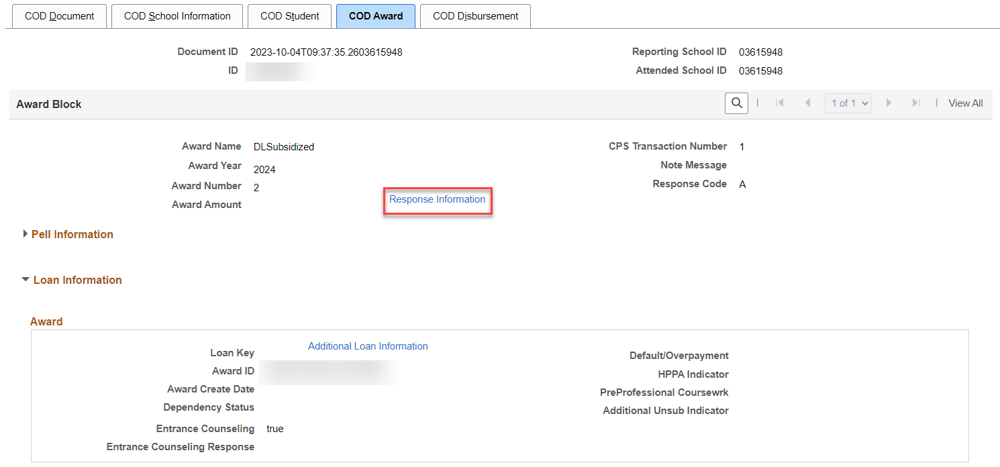 COD Document COD School Information COD Student COD Award COD Disbursement
Document ID 2023-10-04T09:37:35.2603615948 Reporting School ID 03615948
ID Attended School ID 03615948
Award Block 1 of 1 View All
Award Name DLSubsidized CPS Transaction Number 1
Award Year 2024 Note Message
Award Number 2 Response Code A
Award Amount Response Information
Pell Information
Loan Information
Award
Loan Key Additional Loan Information Default/Overpayment
Award ID HPPA Indicator
Award Create Date PreProfessional Coursewrk
Dependency Status Additional Unsub Indicator
Entrance Counseling true
Entrance Counseling Response